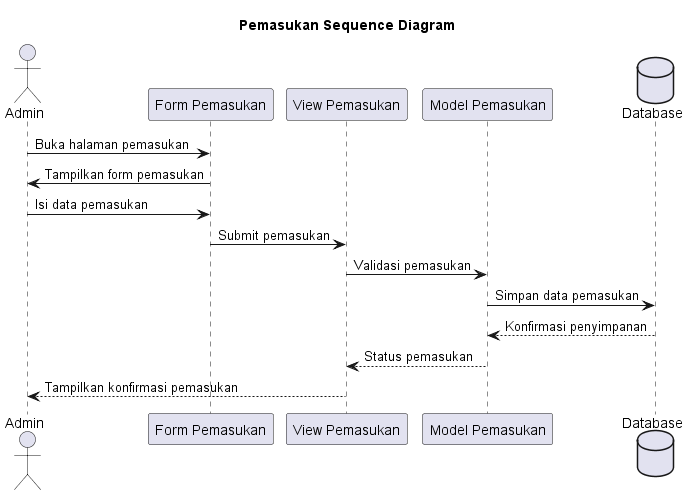 Pemasukan Sequence Diagram
Admin
Form Pemasukan
View Pemasukan
Model Pemasukan
Database
Buka halaman pemasukan
Tampilkan form pemasukan
Isi data pemasukan
Submit pemasukan
Validasi pemasukan
Simpan data pemasukan
Konfirmasi penyimpanan
Status pemasukan
Tampilkan konfirmasi pemasukan
Admin
Form Pemasukan
View Pemasukan
Model Pemasukan
Database